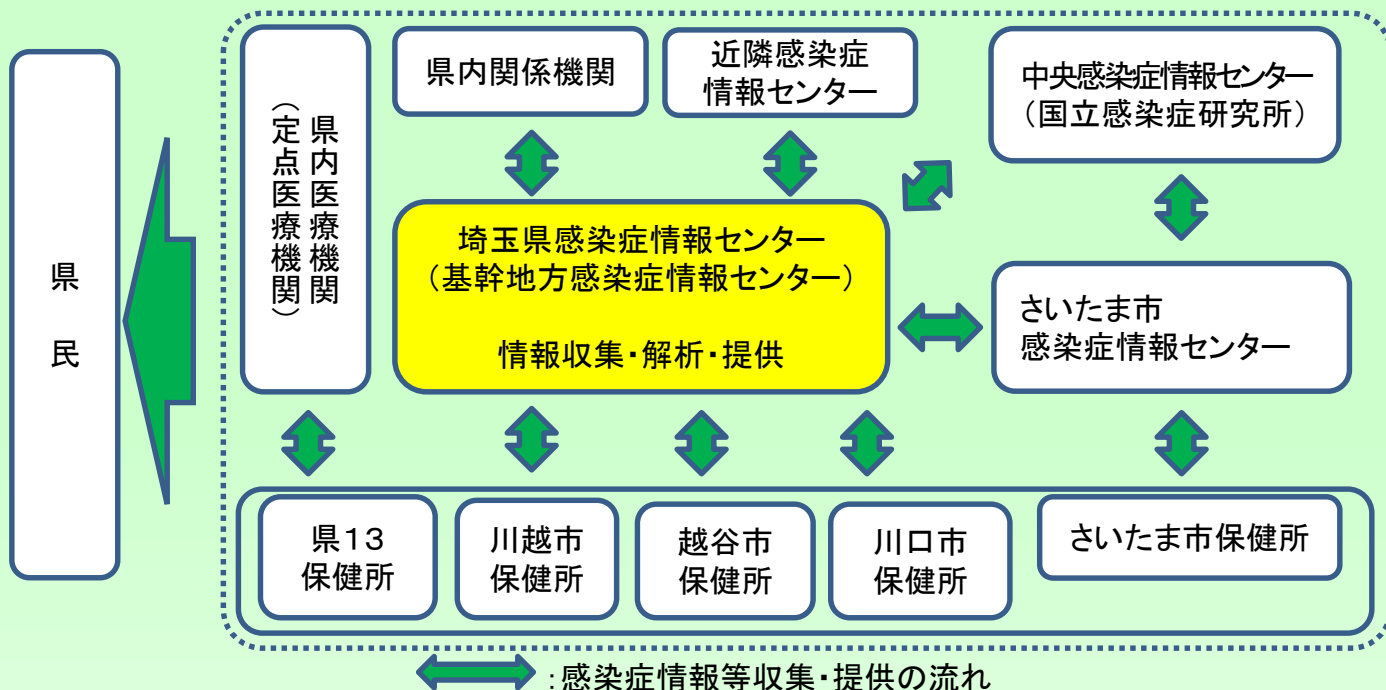 県民
県内医療機関
(定点医療機関)
県内関係機関
近隣感染症
情報センター
中央感染症情報センター
(国立感染症研究所)
埼玉県感染症情報センター
(基幹地方感染症情報センター)
情報収集・解析・提供
さいたま市
感染症情報センター
県13
保健所
川越市
保健所
越谷市
保健所
川口市
保健所
さいたま市保健所
:感染症情報等収集・提供の流れ